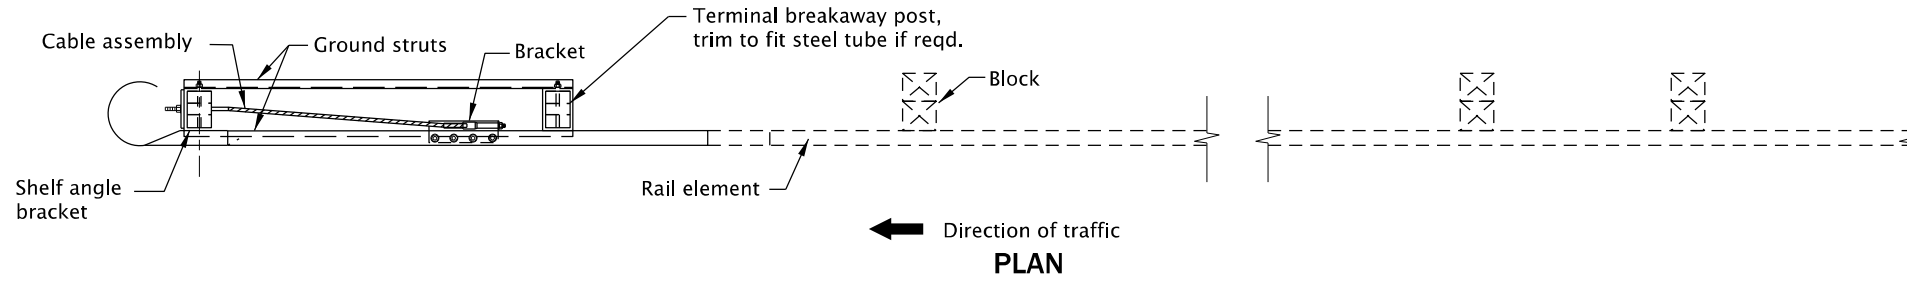 Terminal breakaway post,
trim to fit steel tube if reqd.
Cable assembly
Ground struts
Bracket
Block
Shelf angle
bracket
Rail element
Direction of traffic
PLAN